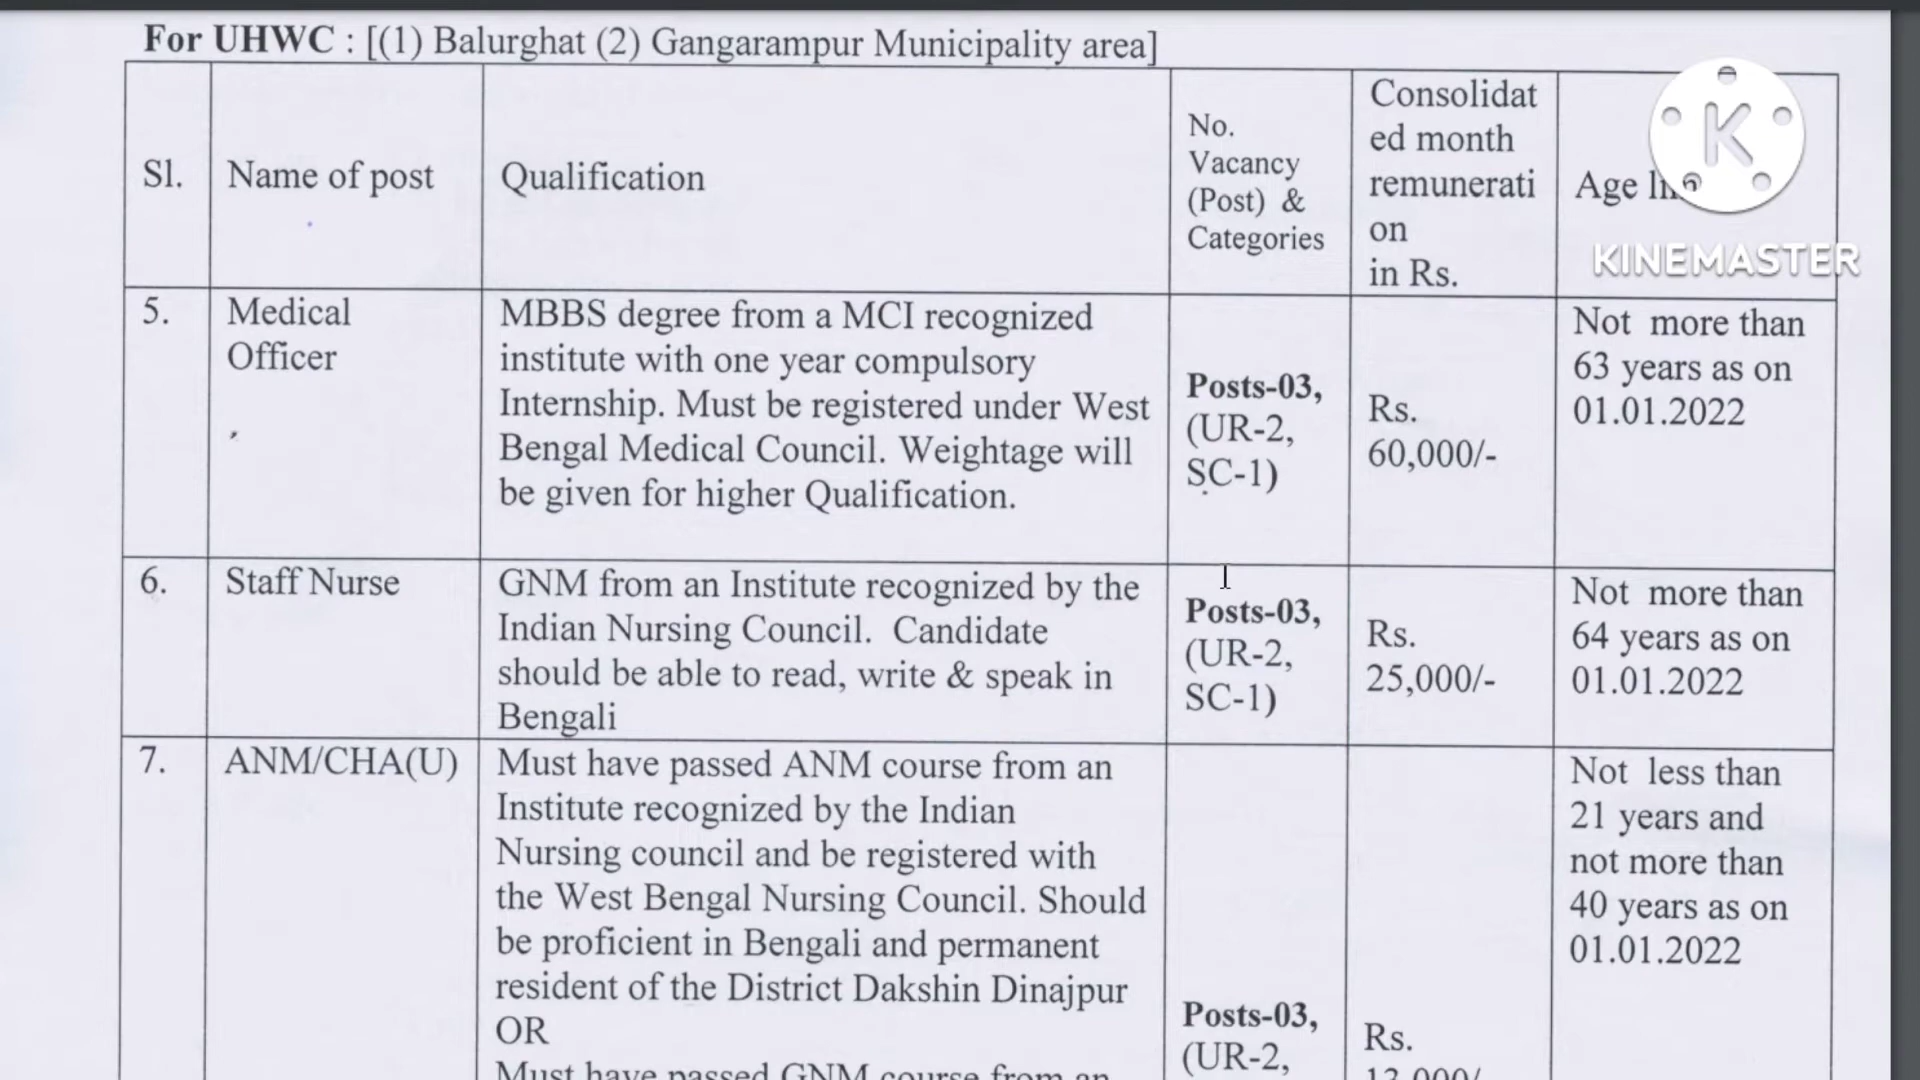 For UHWC : [(1) Balurghat (2) Gangarampur Municipality area]
Sl.
Name of post
Qualification
No.
Vacancy
(Post) &
Categories
Consolidat
ed month
remunerati
on
in Rs.
Age
K
KINEMASTER
5.
Medical
Officer
MBBS degree from a MCI recognized
institute with one year compulsory
Internship. Must be registered under West
Bengal Medical Council. Weightage will
be given for higher Qualification.
Posts-03,
(UR-2,
SC-1)
Rs.
60,000/-
Not more than
63 years as on
01.01.2022
6.
Staff Nurse
GNM from an Institute recognized by the
Indian Nursing Council. Candidate
should be able to read, write & speak in
Bengali
Posts-03,
(UR-2,
SC-1)
Rs.
25,000/-
Not more than
64 years as on
01.01.2022
7.
ANM/CHA(U)
Must have passed ANM course from an
Institute recognized by the Indian
Nursing council and be registered with
the West Bengal Nursing Council. Should
be proficient in Bengali and permanent
resident of the District Dakshin Dinajpur
OR
Must have passed GNM course from an
Posts-03,
(UR-2,
Rs.
13,000/-
Not less than
21 years and
not more than
40 years as on
01.01.2022